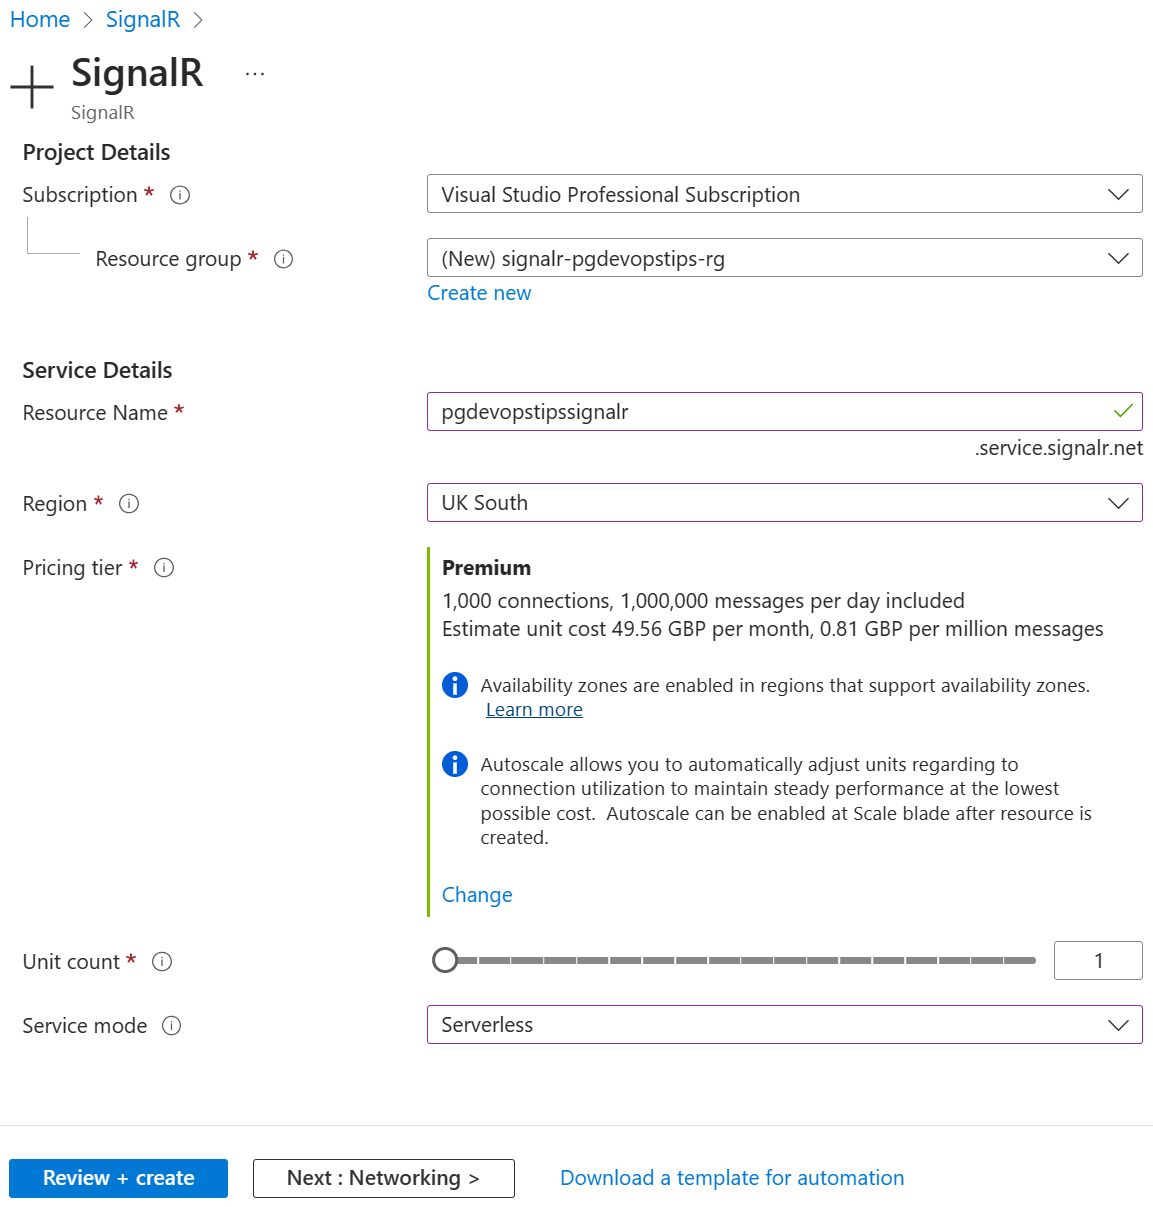 Home > SignalR >
SignalR ...
SignalR
Project Details
Subscription *
Visual Studio Professional Subscription
Resource group *
(New) signalr-pgdevopstips-rg
Create new
Service Details
Resource Name *
pgdevopstipssignalr
.service.signalr.net
Region *
UK South
Pricing tier *
Premium
1,000 connections, 1,000,000 messages per day included
Estimate unit cost 49.56 GBP per month, 0.81 GBP per million messages
Availability zones are enabled in regions that support availability zones.
Learn more
Autoscale allows you to automatically adjust units regarding to
connection utilization to maintain steady performance at the lowest
possible cost.  Autoscale can be enabled at Scale blade after resource is
created.
Change
Unit count *
1
Service mode
Serverless
Review + create
Next : Networking >
Download a template for automation